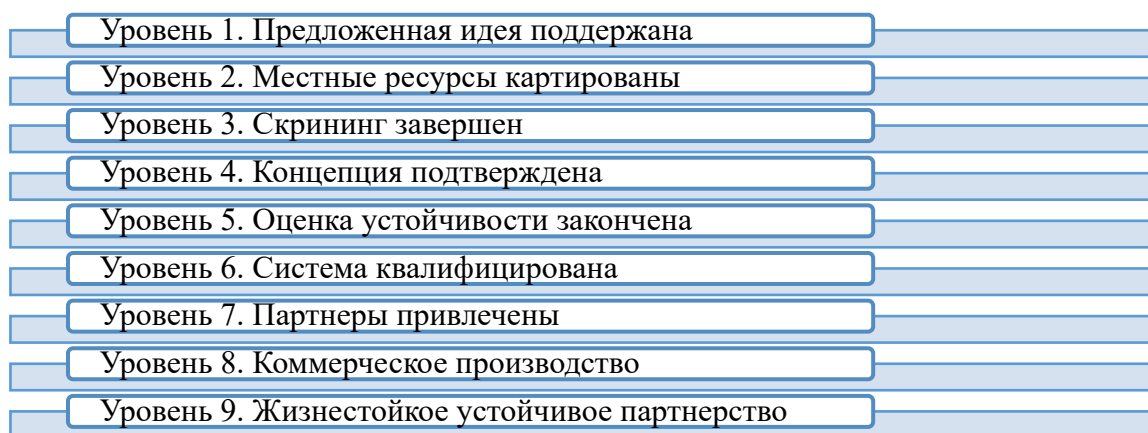 Уровень 1. Предложенная идея поддержана
Уровень 2. Местные ресурсы картированы
Уровень 3. Скрининг завершен
Уровень 4. Концепция подтверждена
Уровень 5. Оценка устойчивости закончена
Уровень 6. Система квалифицирована
Уровень 7. Партнеры привлечены
Уровень 8. Коммерческое производство
Уровень 9. Жизнестойкое устойчивое партнерство